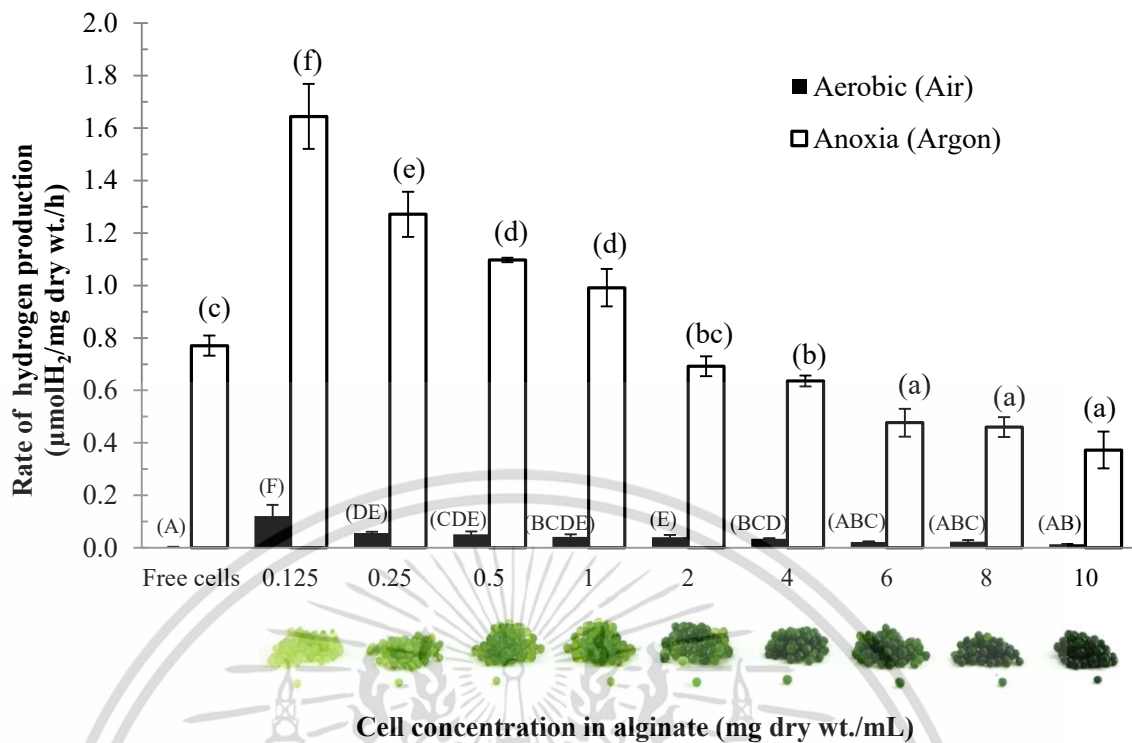 2.0
1.8
1.6
1.4
1.2
1.0
0.8
0.6
0.4
0.2
0.0
Rate of hydrogen production
(µmolH₂/mg dry wt./h)
Aerobic (Air)
Anoxia (Argon)
(c)
(f)
(e)
(d)
(d)
(bc)
(b)
(a)
(a)
(a)
(A)
(F)
(DE)
(CDE)
(BCDE)
(E)
(BCD)
(ABC)
(ABC)
(AB)
Free cells 0.125 0.25 0.5 1 2 4 6 8 10
Cell concentration in alginate (mg dry wt./mL)